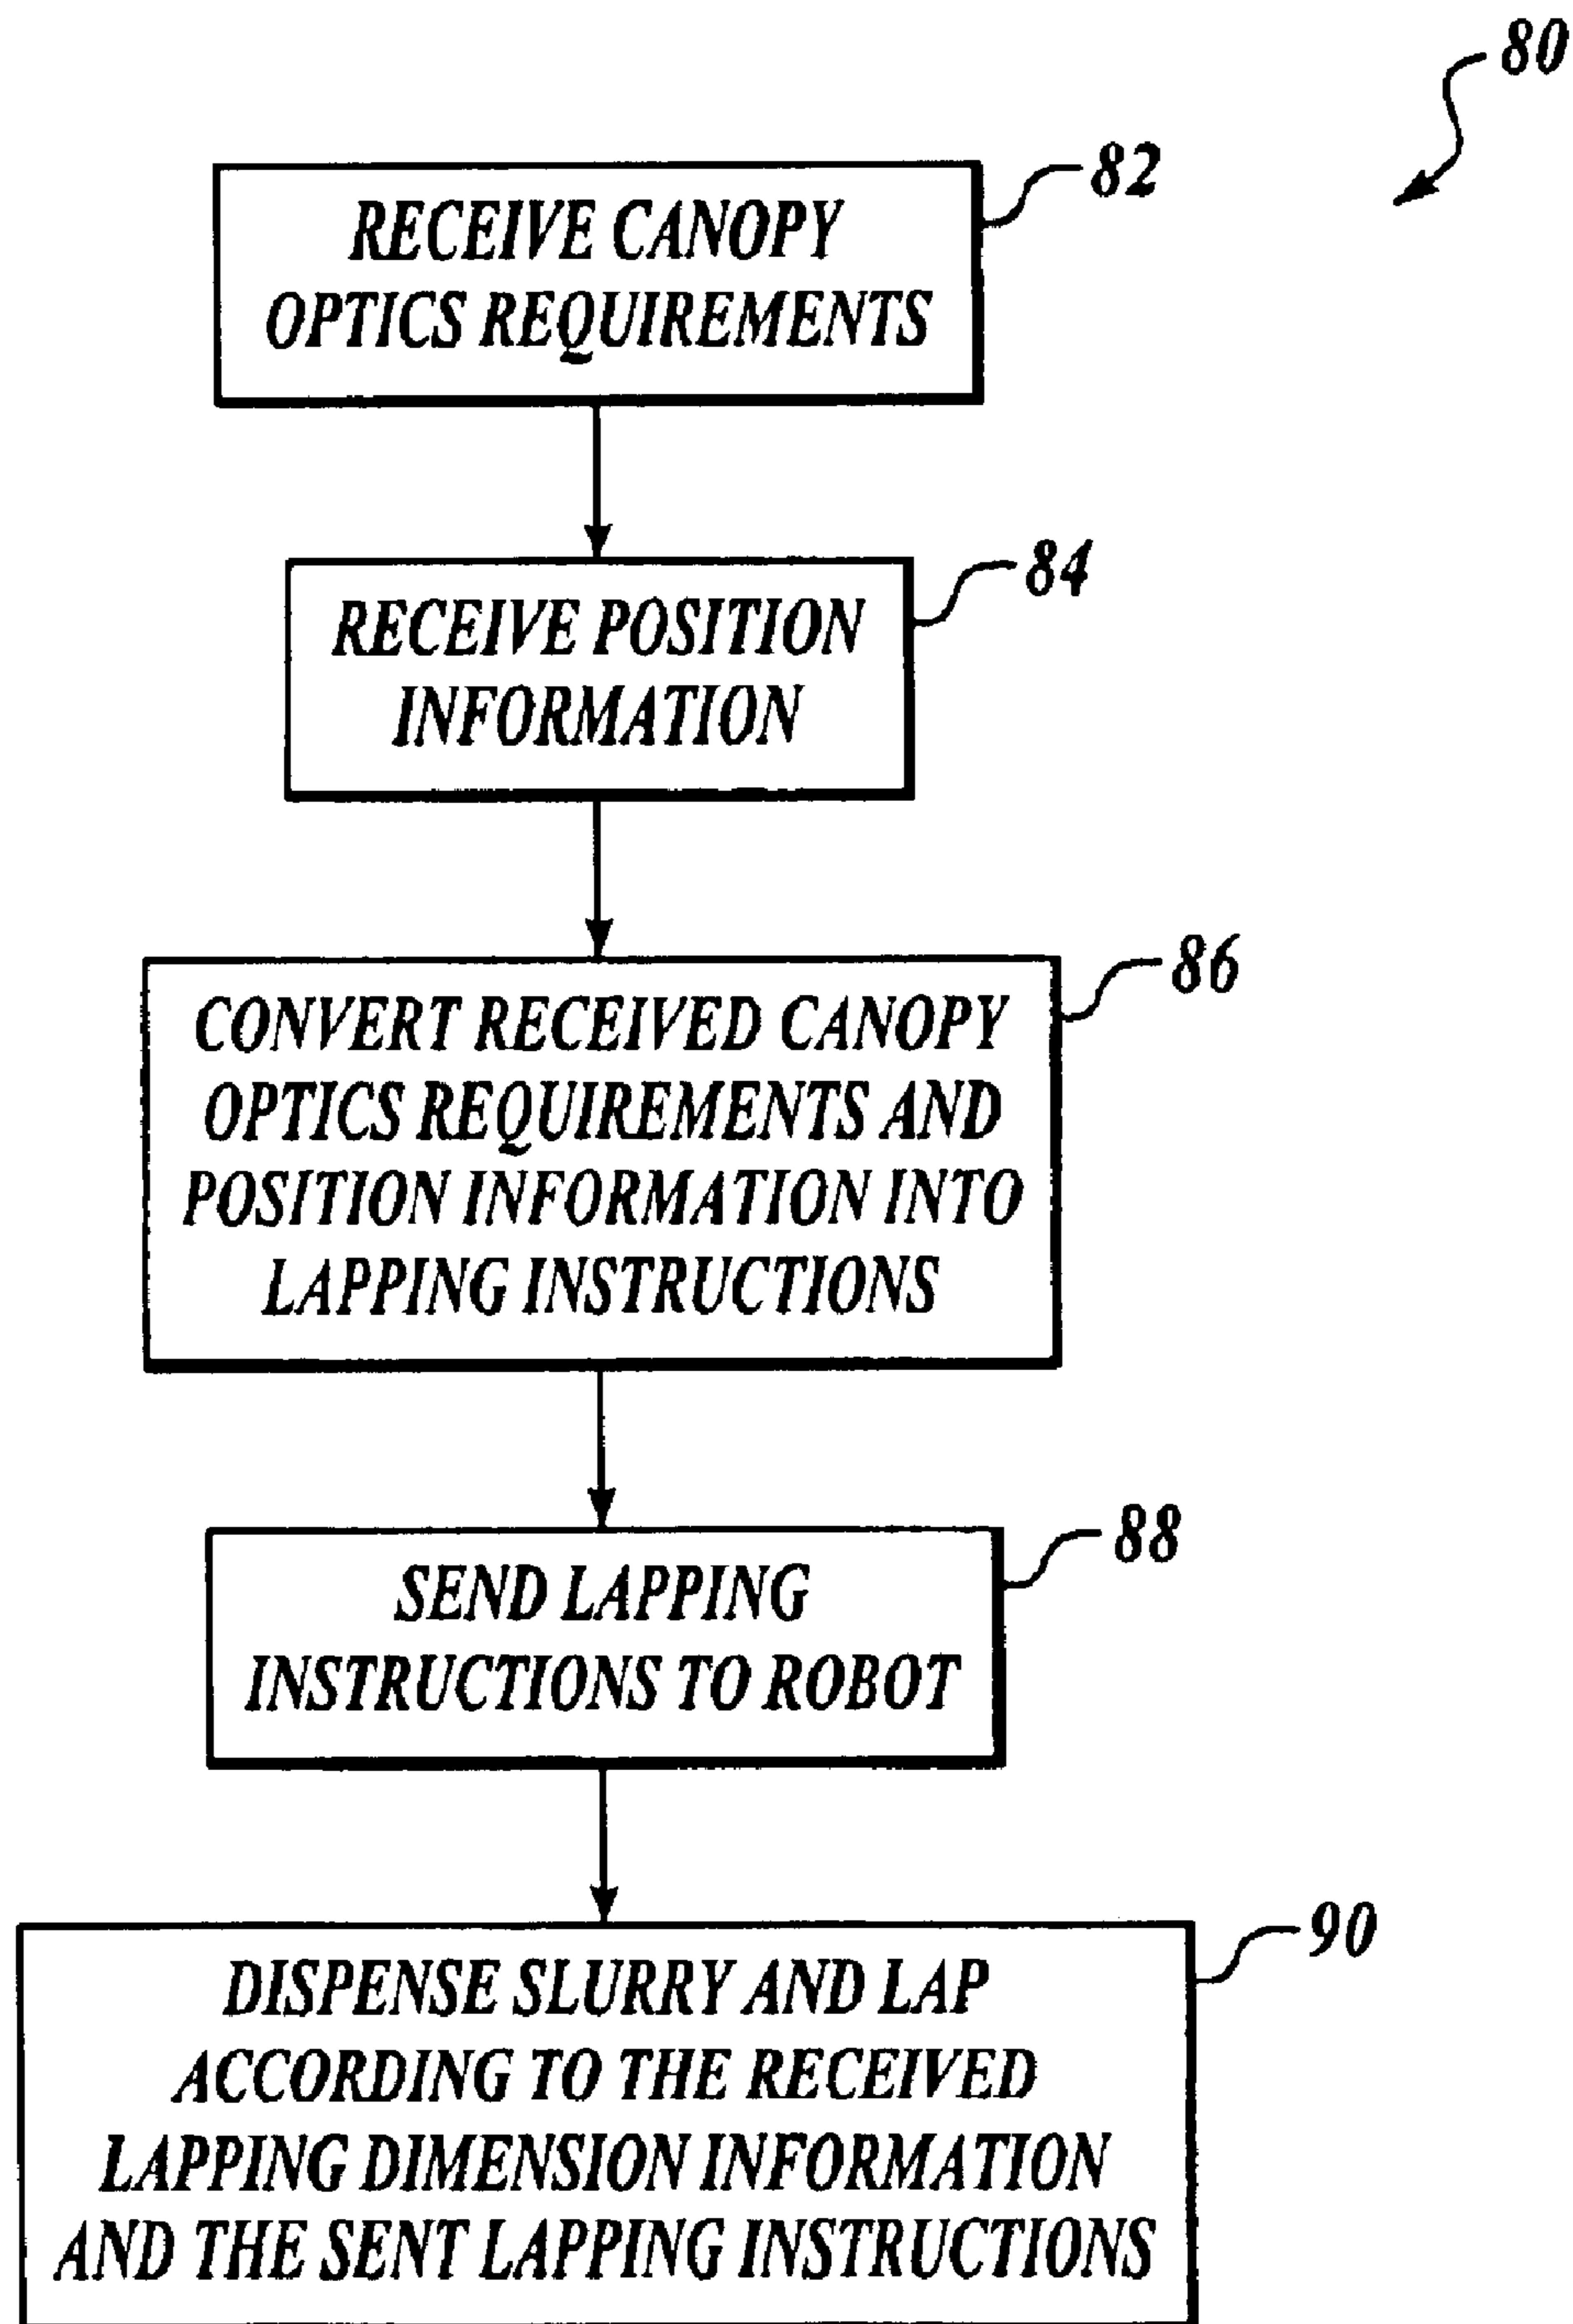 80
82
RECEIVE CANOPY
OPTICS REQUIREMENTS
84
RECEIVE POSITION
INFORMATION
86
CONVERT RECEIVED CANOPY
OPTICS REQUIREMENTS AND
POSITION INFORMATION INTO
LAPPING INSTRUCTIONS
88
SEND LAPPING
INSTRUCTIONS TO ROBOT
90
DISPENSE SLURRY AND LAP
ACCORDING TO THE RECEIVED
LAPPING DIMENSION INFORMATION
AND THE SENT LAPPING INSTRUCTIONS